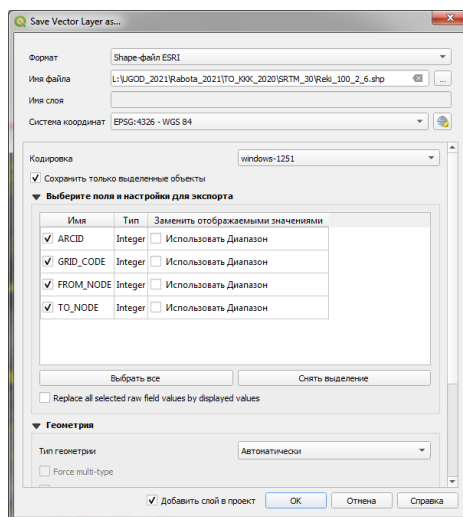 Save Vector Layer as...
Формат Shape-файл ESRI
Имя файла L:\UGOD_2021\Rabota_2021\TO_KKK_2020\SRTM_30\Reki_100_2_6.shp ...
Имя слоя
Система координат EPSG:4326 - WGS 84
Кодировка windows-1251
Сохранить только выделенные объекты
Выберите поля и настройки для экспорта
Имя Тип Заменить отображаемыми значениями
ARCID Integer Использовать Диапазон
GRID_CODE Integer Использовать Диапазон
FROM_NODE Integer Использовать Диапазон
TO_NODE Integer Использовать Диапазон
Выбрать все Снять выделение
Replace all selected raw field values by displayed values
Геометрия
Тип геометрии Автоматически
Force multi-type
Добавить слой в проект OK Отмена Справка